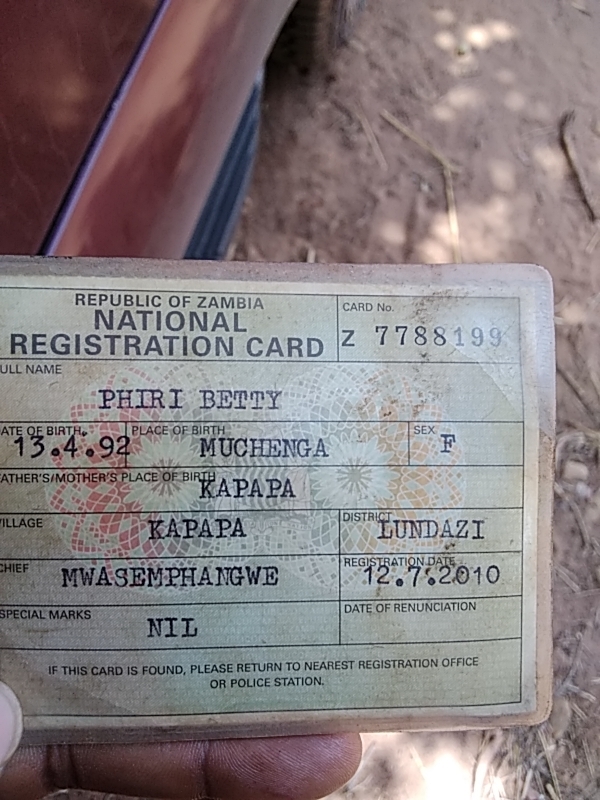 REPUBLIC OF ZAMBIA
NATIONAL
REGISTRATION CARD
CARD No.
Z 7788199
ULL NAME
PHIRI BETTY
ATE OF BIRTH
13.4.92
PLACE OF BIRTH
MUCHENGA
SEX
F
ATHER'S/MOTHER'S PLACE OF BIRTH
KAPAPA
ILLAGE
KAPAPA
DISTRICT
LUNDAZI
CHIEF
MWASEMPHANGWE
REGISTRATION DATE
12.7.2010
SPECIAL MARKS
NIL
DATE OF RENUNCIATION
IF THIS CARD IS FOUND, PLEASE RETURN TO NEAREST REGISTRATION OFFICE
OR POLICE STATION.